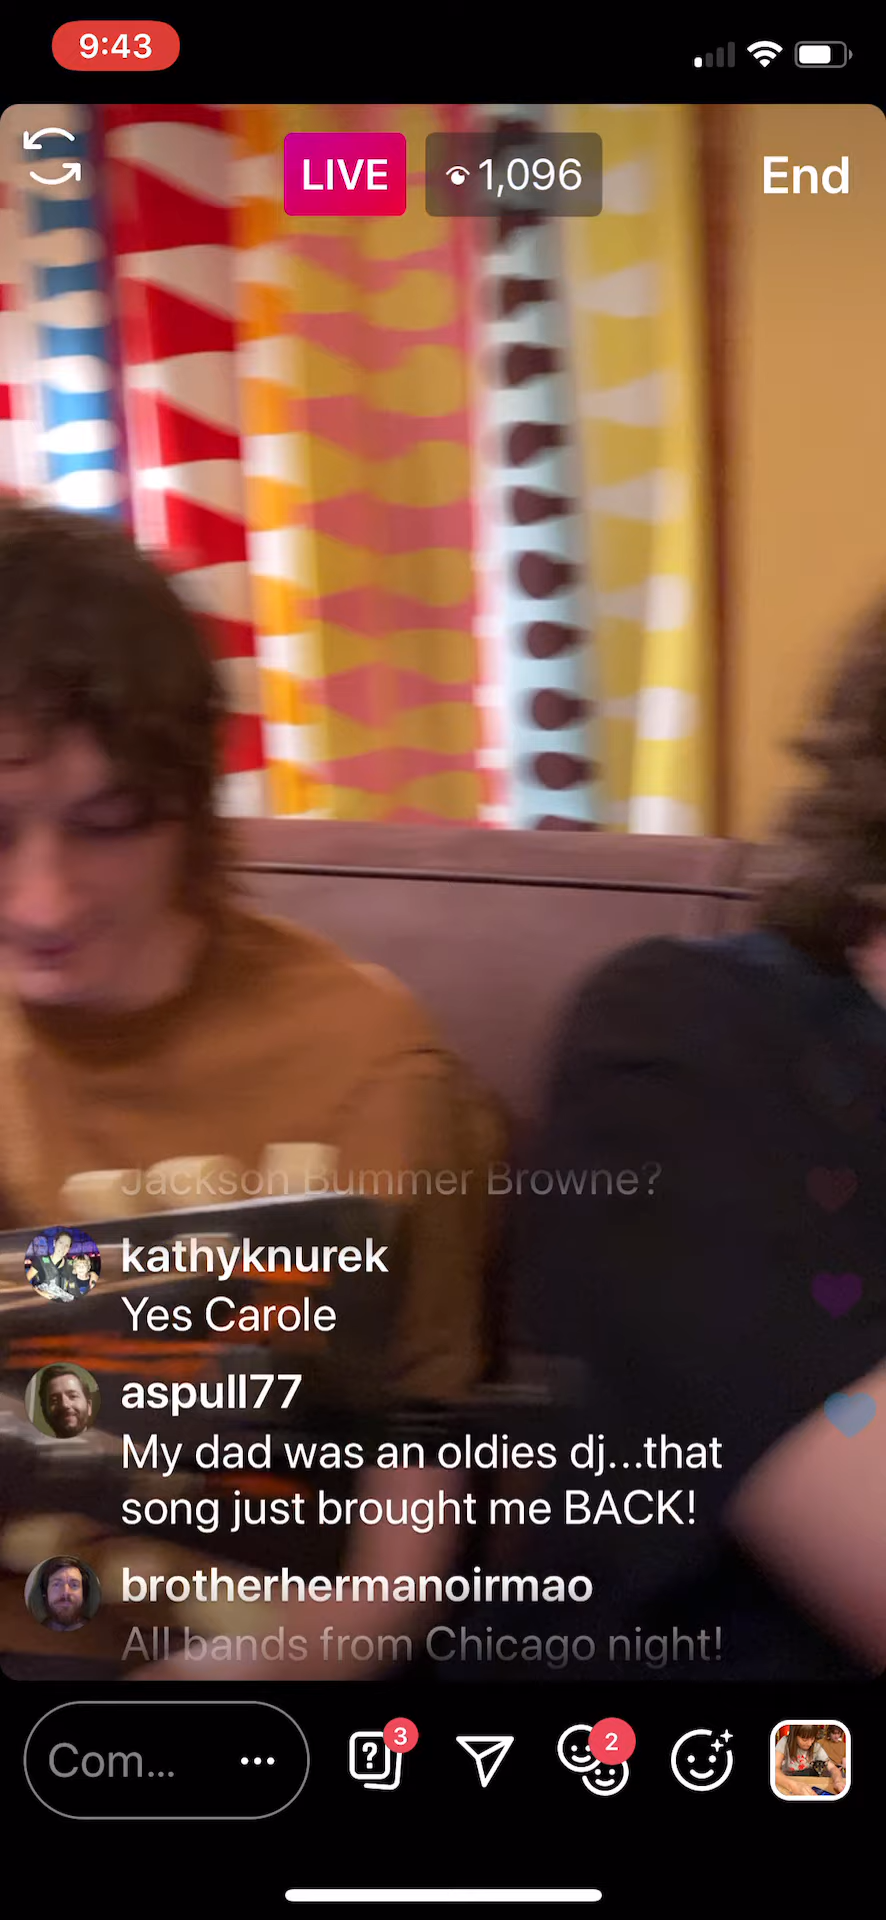 9:43
LIVE
1,096
End
Jackson Bummer Browne?
kathyknurek
Yes Carole
aspull77
My dad was an oldies dj...that
song just brought me BACK!
brotherhermanoirmao
All bands from Chicago night!
Com...
?
3
2